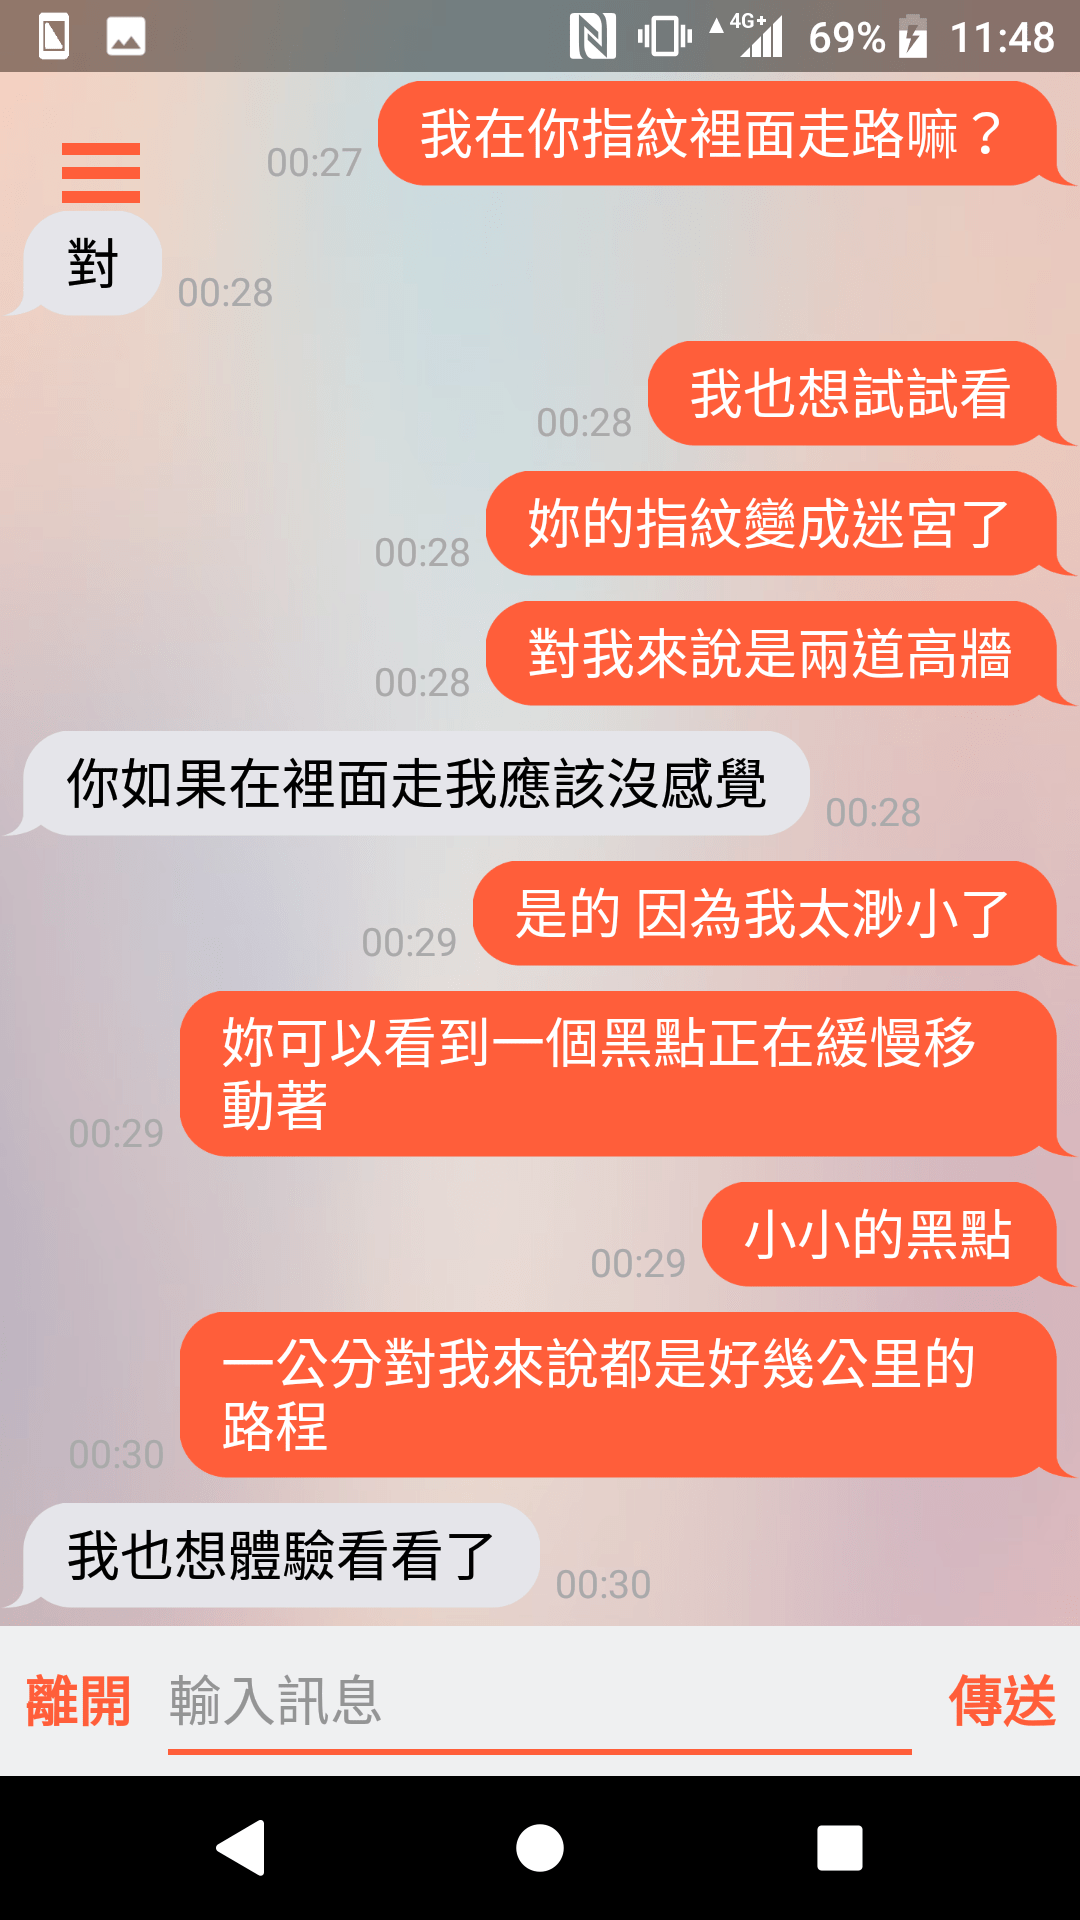 4G+ 69% 11:48
我在你指紋裡面走路嘛？
00:27
對
00:28
我也想試試看
00:28
妳的指紋變成迷宮了
00:28
對我來說是兩道高牆
00:28
你如果在裡面走我應該沒感覺
00:28
是的 因為我太渺小了
00:29
妳可以看到一個黑點正在緩慢移
動著
00:29
小小的黑點
00:29
一公分對我來說都是好幾公里的
路程
00:30
我也想體驗看看了
00:30
離開 輸入訊息 傳送